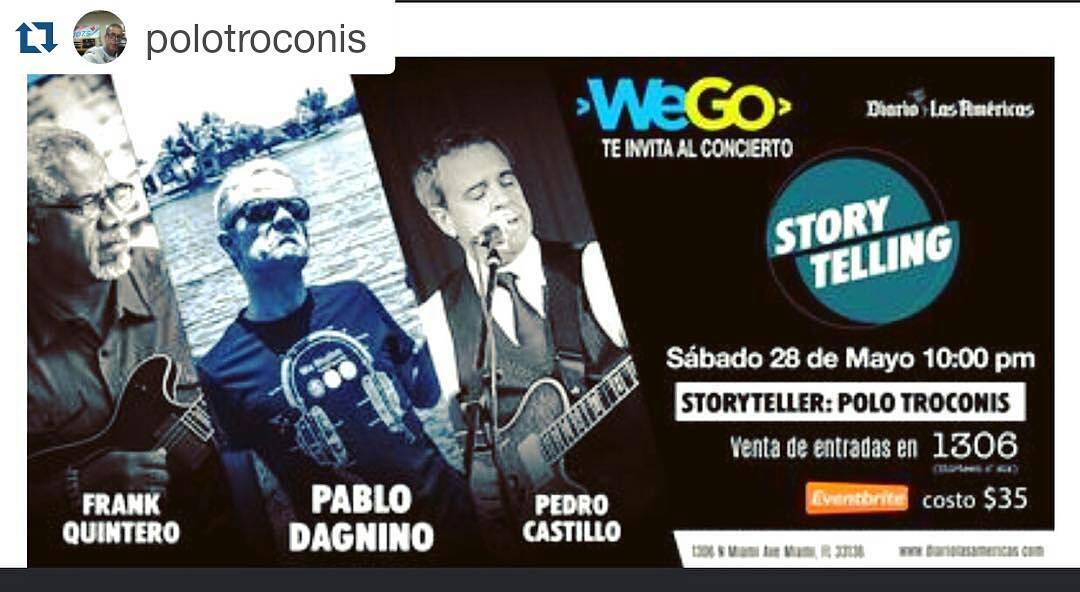 polotroconis
>WeGo>
TE INVITA AL CONCIERTO
Diario Las Américas
STORY
TELLING
Sábado 28 de Mayo 10:00 pm
STORYTELLER: POLO TROCONIS
Venta de entradas en 1306
Eventbrite costo $35
FRANK
QUINTERO
PABLO
DAGNINO
PEDRO
CASTILLO
1306 N Miami Ave Miami, FL 33136 www.diariolasamericas.com